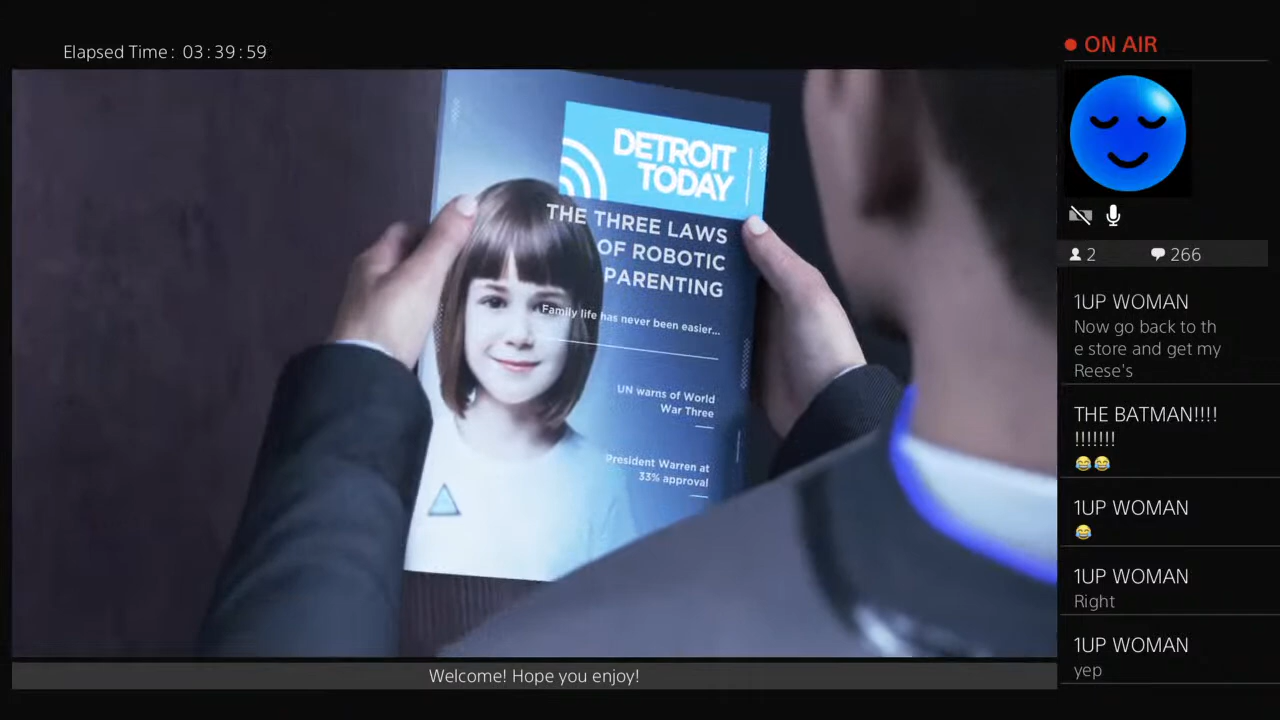 Elapsed Time: 03:39:59
DETROIT
TODAY
THE THREE LAWS
OF ROBOTIC
PARENTING
Family life has never been easier...
UN warns of World
War Three
President Warren at
33% approval
Welcome! Hope you enjoy!
ON AIR
2
266
1UP WOMAN
Now go back to th
e store and get my
Reese's
THE BATMAN!!!!
!!!!!!!
😂😂
1UP WOMAN
😂
1UP WOMAN
Right
1UP WOMAN
yep